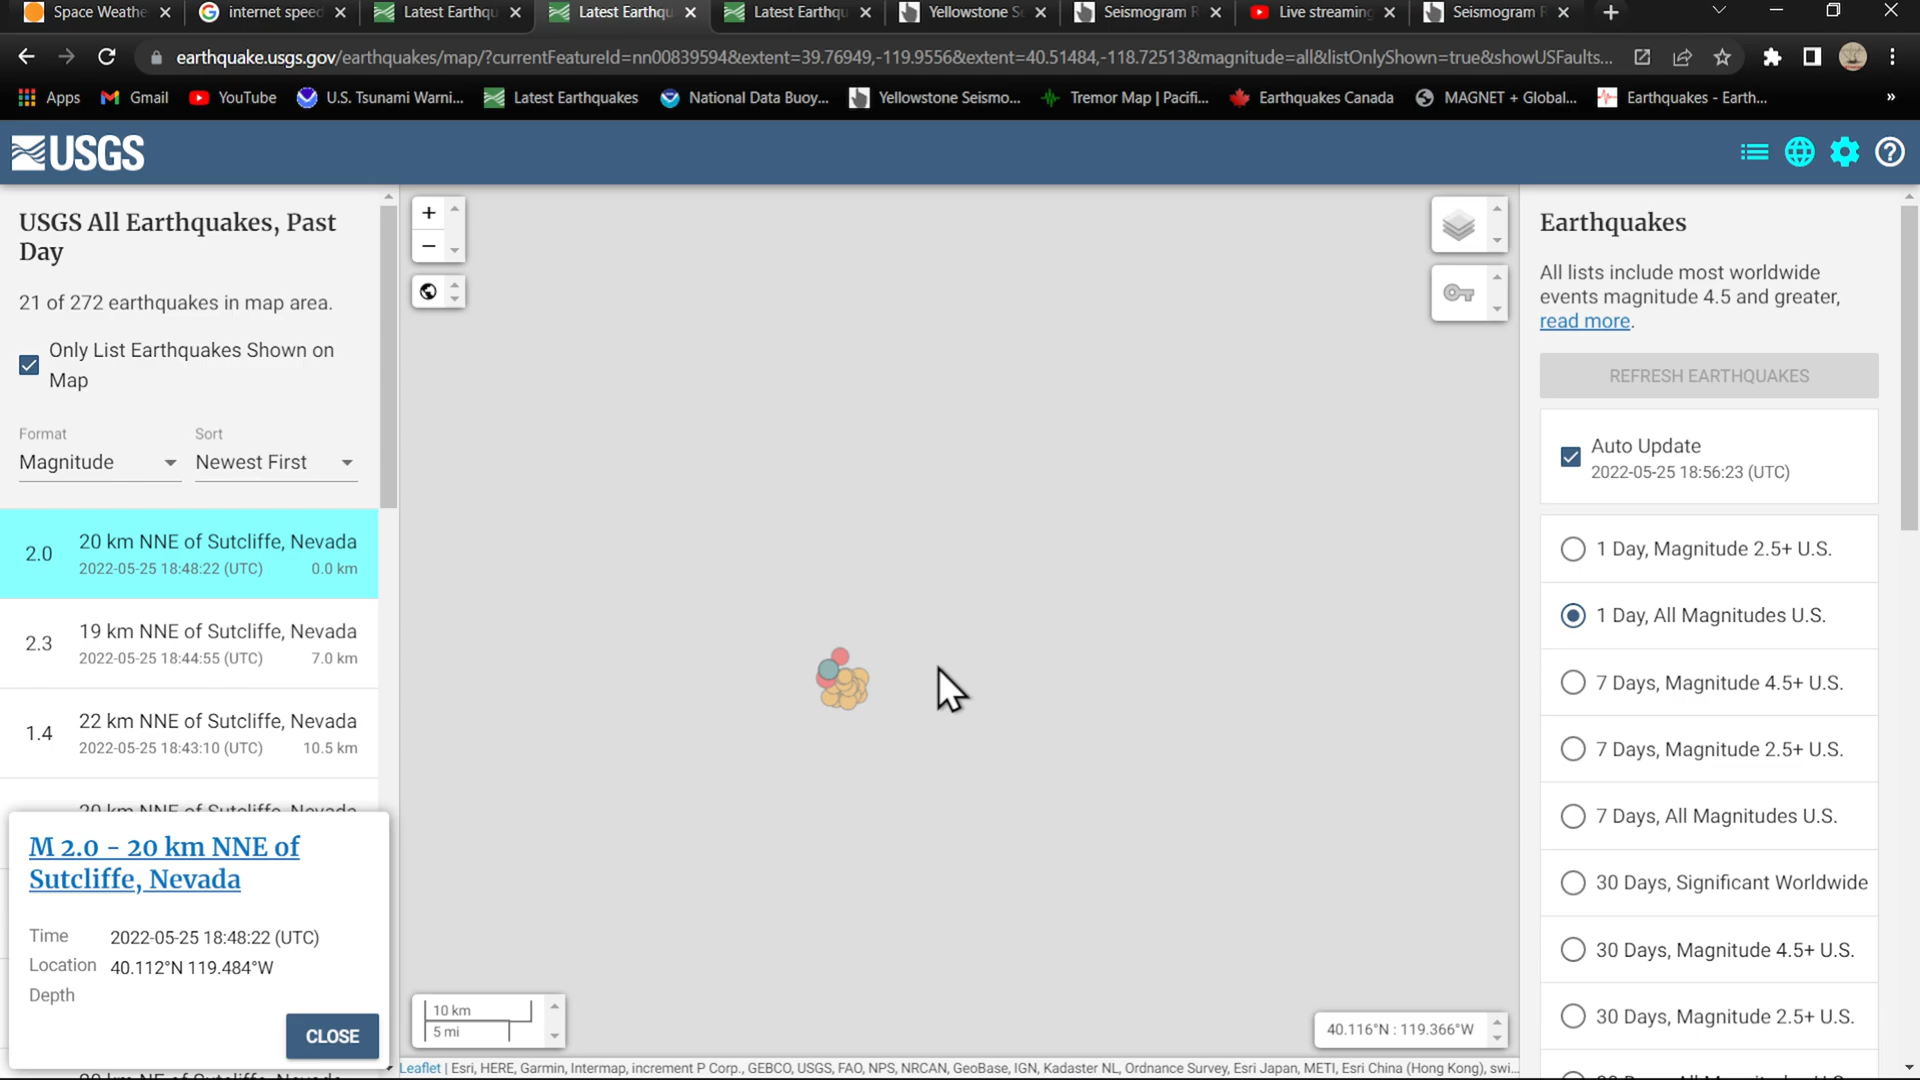 Space Weathe
internet speed
Latest Earthqu
Latest Earthqu
Latest Earthqu
Yellowstone Se
Seismogram R
Live streaming
Seismogram R
earthquake.usgs.gov/earthquakes/map/?currentFeatureId=nn00839594&extent=39.76949,-119.9556&extent=40.51484,-118.72513&magnitude=all&listOnlyShown=true&showUSFaults...
Apps
Gmail
YouTube
U.S. Tsunami Warni...
Latest Earthquakes
National Data Buoy...
Yellowstone Seismo...
Tremor Map | Pacifi...
Earthquakes Canada
MAGNET + Global...
Earthquakes - Earth...
»
USGS
USGS All Earthquakes, Past
Day
21 of 272 earthquakes in map area.
Only List Earthquakes Shown on
Map
Format
Sort
Magnitude
Newest First
2.0
20 km NNE of Sutcliffe, Nevada
2022-05-25 18:48:22 (UTC) 0.0 km
2.3
19 km NNE of Sutcliffe, Nevada
2022-05-25 18:44:55 (UTC) 7.0 km
1.4
22 km NNE of Sutcliffe, Nevada
2022-05-25 18:43:10 (UTC) 10.5 km
20 km NNE of Sutcliffe, Nevada
M 2.0 - 20 km NNE of
Sutcliffe, Nevada
Time 2022-05-25 18:48:22 (UTC)
Location 40.112°N 119.484°W
Depth
CLOSE
+
−
10 km
5 mi
40.116°N : 119.366°W
Leaflet | Esri, HERE, Garmin, Intermap, increment P Corp., GEBCO, USGS, FAO, NPS, NRCAN, GeoBase, IGN, Kadaster NL, Ordnance Survey, Esri Japan, METI, Esri China (Hong Kong), swi...
Earthquakes
All lists include most worldwide
events magnitude 4.5 and greater,
read more.
REFRESH EARTHQUAKES
Auto Update
2022-05-25 18:56:23 (UTC)
1 Day, Magnitude 2.5+ U.S.
1 Day, All Magnitudes U.S.
7 Days, Magnitude 4.5+ U.S.
7 Days, Magnitude 2.5+ U.S.
7 Days, All Magnitudes U.S.
30 Days, Significant Worldwide
30 Days, Magnitude 4.5+ U.S.
30 Days, Magnitude 2.5+ U.S.